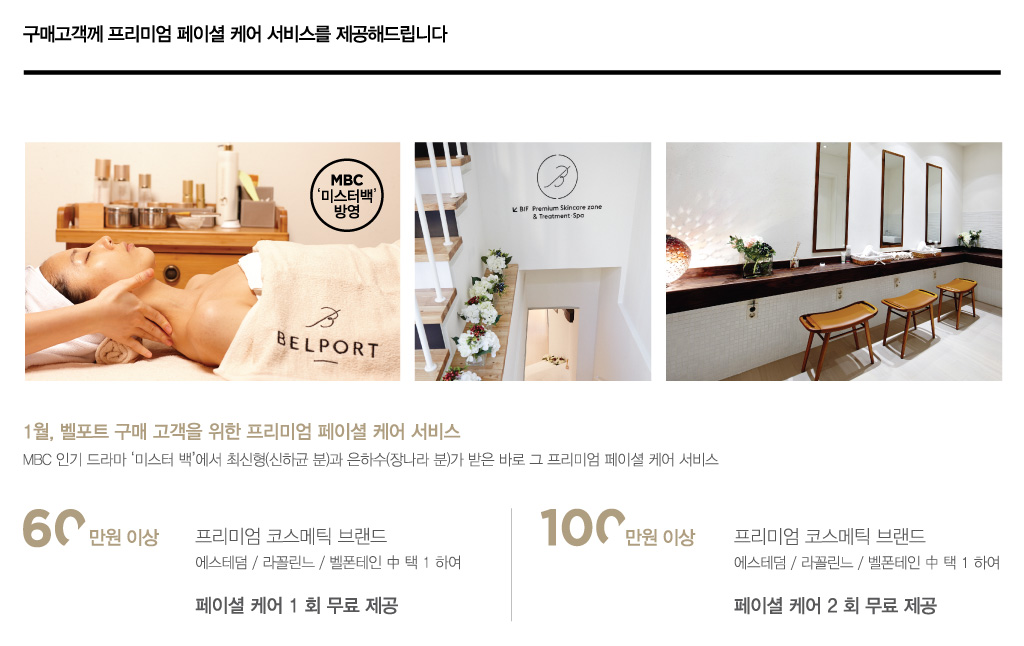 구매고객께 프리미엄 페이셜 케어 서비스를 제공해드립니다
MBC
‘미스터백’
방영
BELPORT
B
↙ BIF Premium Skincare zone
& Treatment·Spa
1월, 벨포트 구매 고객을 위한 프리미엄 페이셜 케어 서비스
MBC 인기 드라마 ‘미스터 백’에서 최신형(신하균 분)과 은하수(장나라 분)가 받은 바로 그 프리미엄 페이셜 케어 서비스
60만원 이상
프리미엄 코스메틱 브랜드
에스테덤 / 라꼴린느 / 벨폰테인 中 택 1 하여
페이셜 케어 1 회 무료 제공
100만원 이상
프리미엄 코스메틱 브랜드
에스테덤 / 라꼴린느 / 벨폰테인 中 택 1 하여
페이셜 케어 2 회 무료 제공